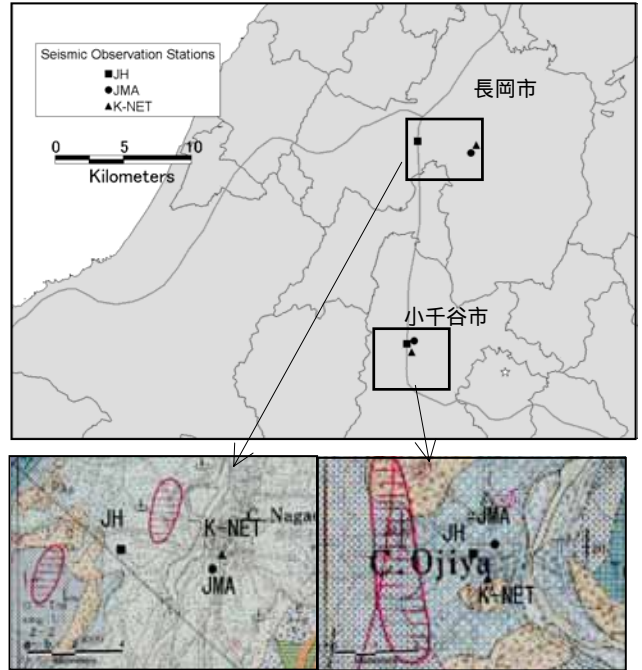 Seismic Observation Stations
JH
JMA
K-NET
長岡市
0 5 10
Kilometers
小千谷市
JH
K-NET
JMA
JMA
JH
C.Ojiya
K-NET